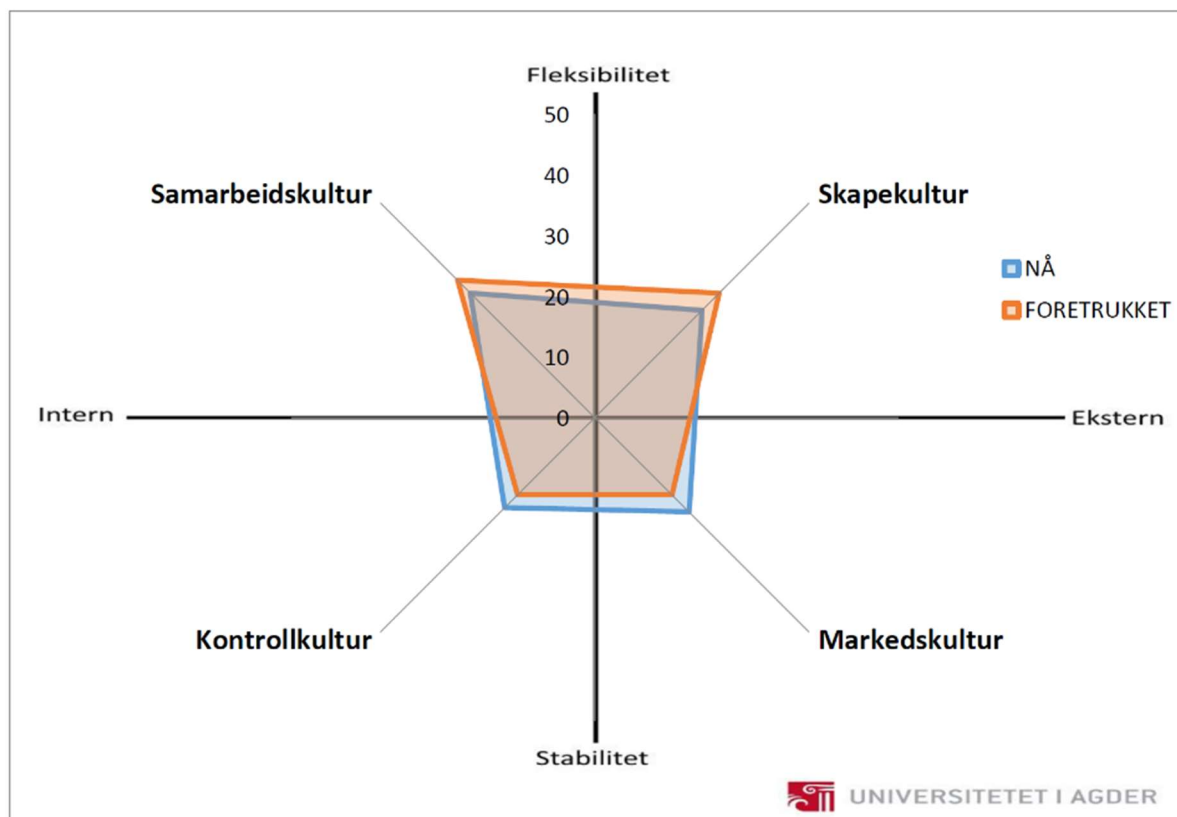 Fleksibilitet
50
40
Samarbeidskultur
Skapekultur
30
NÅ
20
FORETRUKKET
10
Intern
0
Ekstern
Kontrollkultur
Markedskultur
Stabilitet
UNIVERSITETET I AGDER